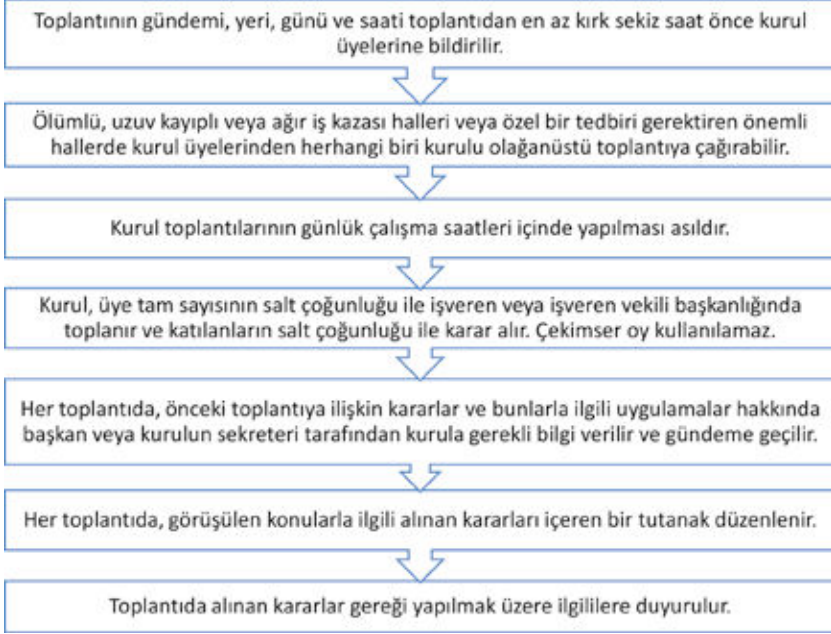 Toplantının gündemi, yeri, günü ve saati toplantıdan en az kırk sekiz saat önce kurul
üyelerine bildirilir.
Ölümlü, uzuv kayıplı veya ağır iş kazası halleri veya özel bir tedbiri gerektiren önemli
hallerde kurul üyelerinden herhangi biri kurulu olağanüstü toplantıya çağırabilir.
Kurul toplantılarının günlük çalışma saatleri içinde yapılması asıldır.
Kurul, üye tam sayısının salt çoğunluğu ile işveren veya işveren vekili başkanlığında
toplanır ve katılanların salt çoğunluğu ile karar alır. Çekimser oy kullanılamaz.
Her toplantıda, önceki toplantıya ilişkin kararlar ve bunlarla ilgili uygulamalar hakkında
başkan veya kurulun sekreteri tarafından kurula gerekli bilgi verilir ve gündeme geçilir.
Her toplantıda, görüşülen konularla ilgili alınan kararları içeren bir tutanak düzenlenir.
Toplantıda alınan kararlar gereği yapılmak üzere ilgililere duyurulur.